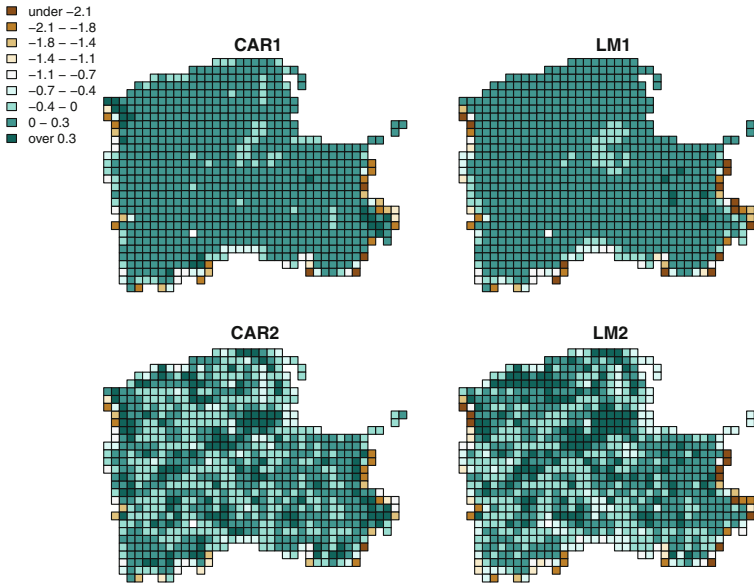 under −2.1
−2.1 − −1.8
−1.8 − −1.4
−1.4 − −1.1
−1.1 − −0.7
−0.7 − −0.4
−0.4 − 0
0 − 0.3
over 0.3
CAR1
LM1
CAR2
LM2